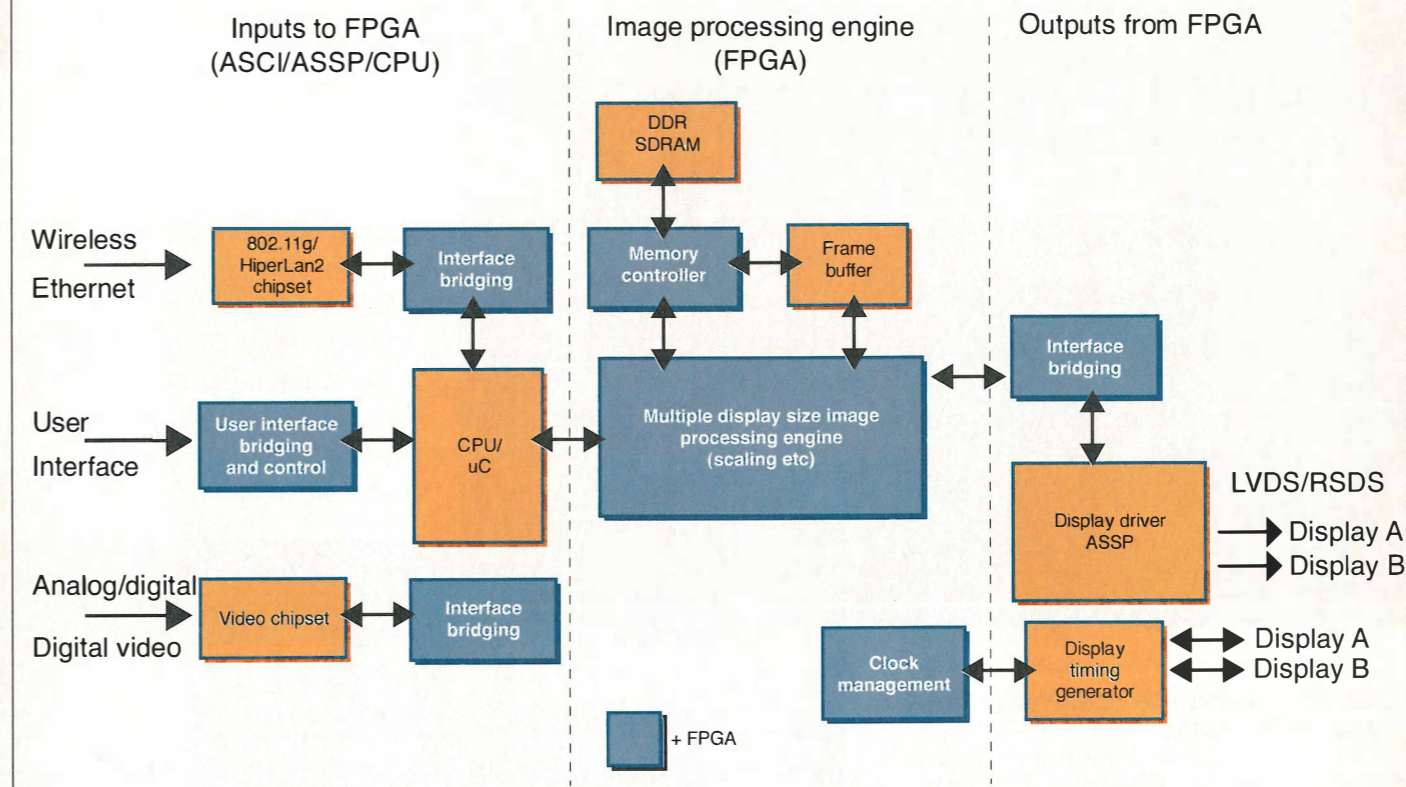 Inputs to FPGA
(ASCI/ASSP/CPU)
Image processing engine
(FPGA)
Outputs from FPGA
DDR
SDRAM
Wireless
Ethernet
802.11g/
HiperLan2
chipset
Interface
bridging
Memory
controller
Frame
buffer
Interface
bridging
User
Interface
User interface
bridging
and control
CPU/
uC
Multiple display size image
processing engine
(scaling etc)
Display driver
ASSP
LVDS/RSDS
Display A
Display B
Analog/digital
Digital video
Video chipset
Interface
bridging
Clock
management
Display
timing
generator
Display A
Display B
+ FPGA